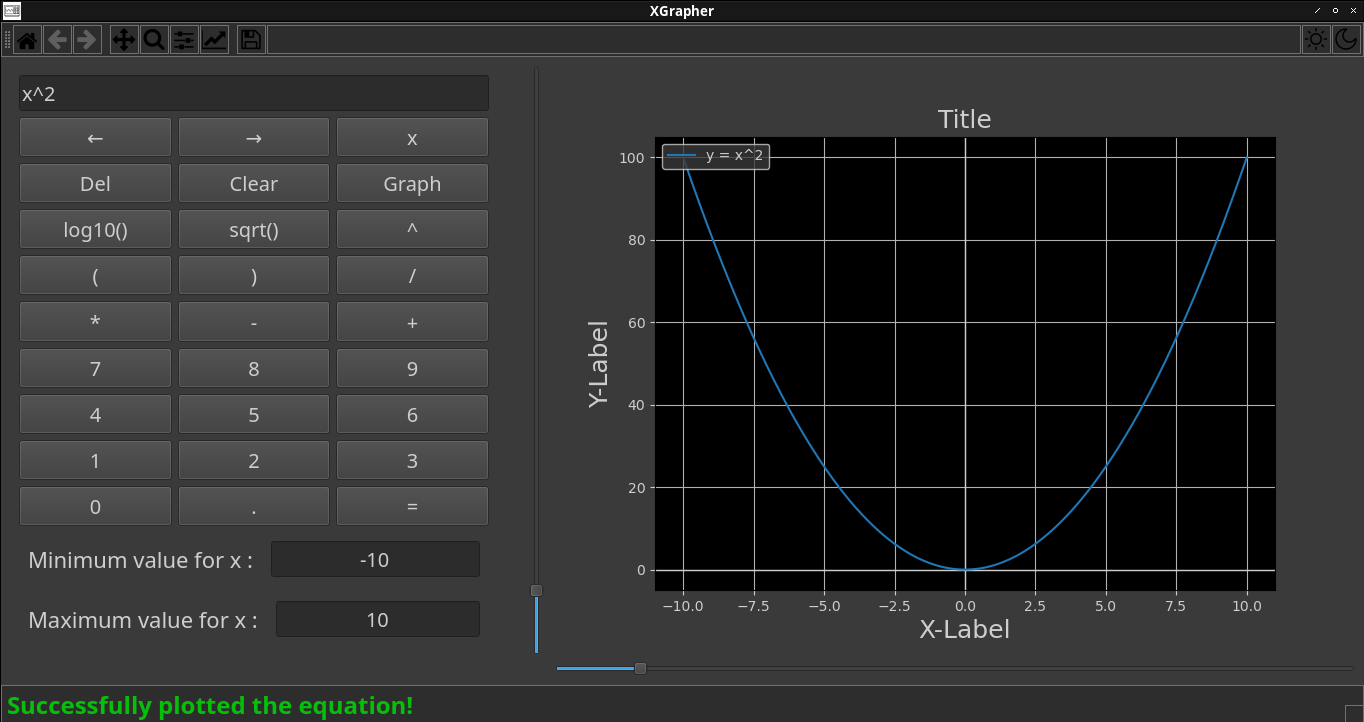 XGrapher
x^2
← → x
Del Clear Graph
log10() sqrt() ^
( ) /
* - +
7 8 9
4 5 6
1 2 3
0 . =
Minimum value for x : -10
Maximum value for x : 10
Title
y = x^2
100
80
60
40
20
0
Y-Label
−10.0 −7.5 −5.0 −2.5 0.0 2.5 5.0 7.5 10.0
X-Label
Successfully plotted the equation!